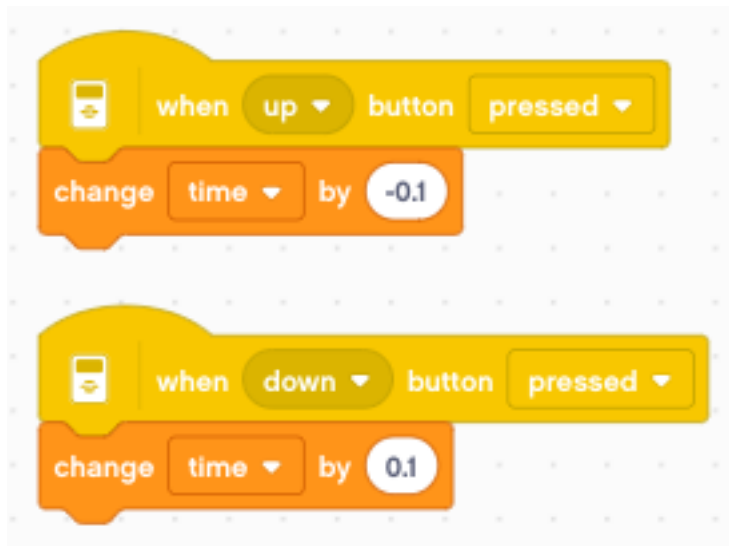 when up button pressed
change time by -0.1
when down button pressed
change time by 0.1